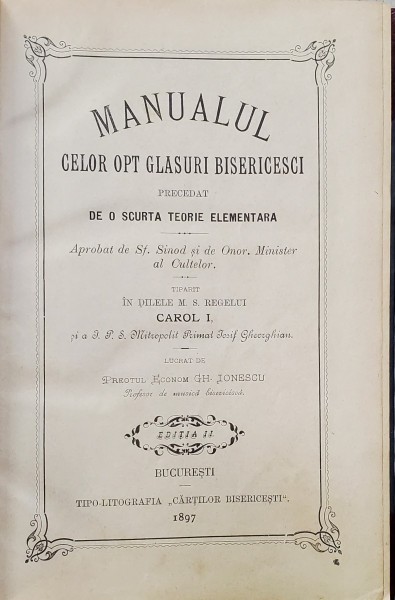 MANUALUL
CELOR OPT GLASURI BISERICESCI
PRECEDAT
DE O SCURTA TEORIE ELEMENTARA
Aprobat de Sf. Sinod și de Onor. Minister
al Cultelor.
TIPARIT
ÎN ḐILELE M. S. REGELUI
CAROL I,
și a I. P. S. Mitropolit Primat Iosif Gheorghian.
LUCRAT DE
PREOTUL ECONOM GH. IONESCU
Profesor de musică bisericéscă.
EDIȚIA II
BUCUREȘTI
TIPO-LITOGRAFIA „CĂRȚILOR BISERICEȘTI“.
1897